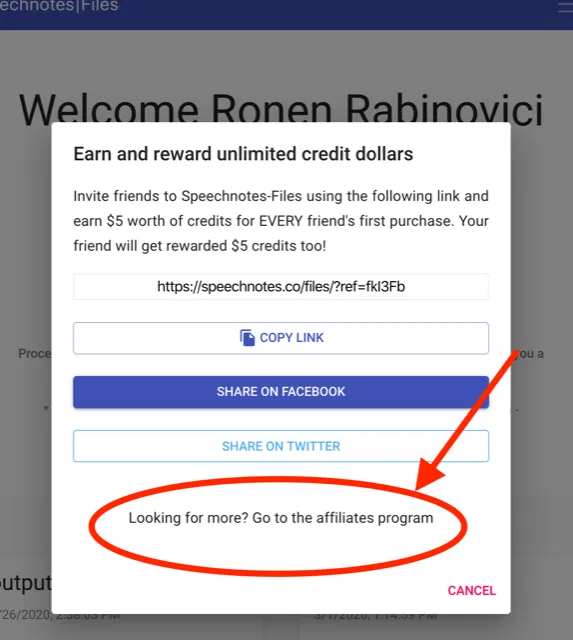 echnotes|Files
Welcome Ronen Rabinovici
Earn and reward unlimited credit dollars
Invite friends to Speechnotes-Files using the following link and
earn $5 worth of credits for EVERY friend's first purchase. Your
friend will get rewarded $5 credits too!
https://speechnotes.co/files/?ref=fkI3Fb
COPY LINK
Proce
ou a
SHARE ON FACEBOOK
SHARE ON TWITTER
Looking for more? Go to the affiliates program
output
CANCEL
/26/2020, 2:38:03 PM
3/1/2020, 1:14:39 PM